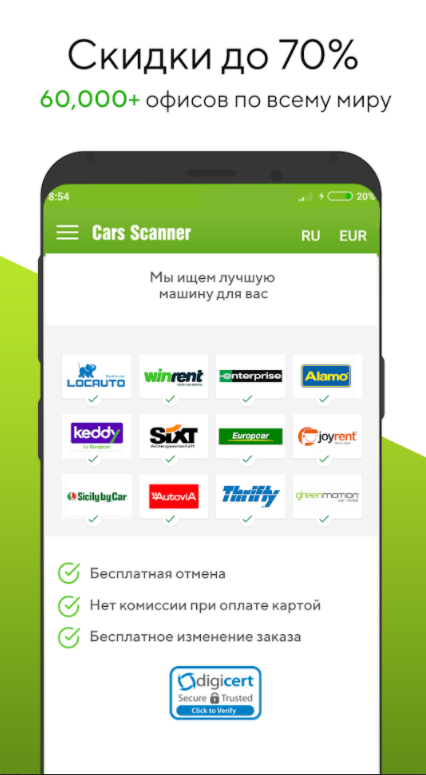 Скидки до 70%
60,000+ офисов по всему миру
8:54
20%
Cars Scanner
RU
EUR
Мы ищем лучшую
машину для вас
LOCAUTO
winrent
enterprise
Alamo
keddy
by Europcar
SIXT
Aktiengesellschaft
Europcar
joyrent
SicilybyCar
AutoviA
Thrifty
greenmotion
car rental
Бесплатная отмена
Нет комиссии при оплате картой
Бесплатное изменение заказа
digicert
Secure Trusted
Click to Verify